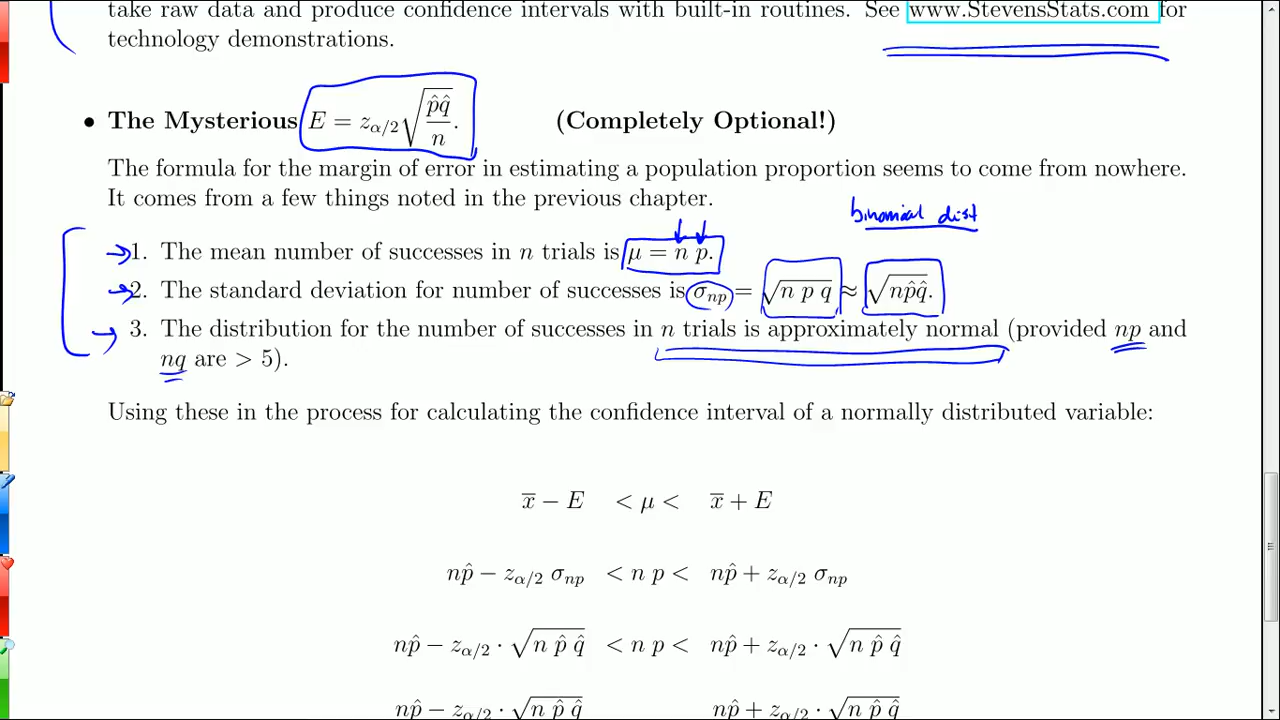 take raw data and produce confidence intervals with built-in routines. See www.StevensStats.com for
technology demonstrations.
• The Mysterious E = z_{α/2} √(p̂q̂/n). (Completely Optional!)
The formula for the margin of error in estimating a population proportion seems to come from nowhere.
It comes from a few things noted in the previous chapter.
binomial dist
1. The mean number of successes in n trials is μ = n p.
2. The standard deviation for number of successes is σ_{np} = √(n p q) ≈ √(np̂q̂).
3. The distribution for the number of successes in n trials is approximately normal (provided np and
nq are > 5).
Using these in the process for calculating the confidence interval of a normally distributed variable:
x̄ − E < μ < x̄ + E
np̂ − z_{α/2} σ_{np} < n p < np̂ + z_{α/2} σ_{np}
np̂ − z_{α/2} · √(n p̂ q̂) < n p < np̂ + z_{α/2} · √(n p̂ q̂)
np̂ − z_{α/2} · √(n p̂ q̂) np̂ + z_{α/2} · √(n p̂ q̂)